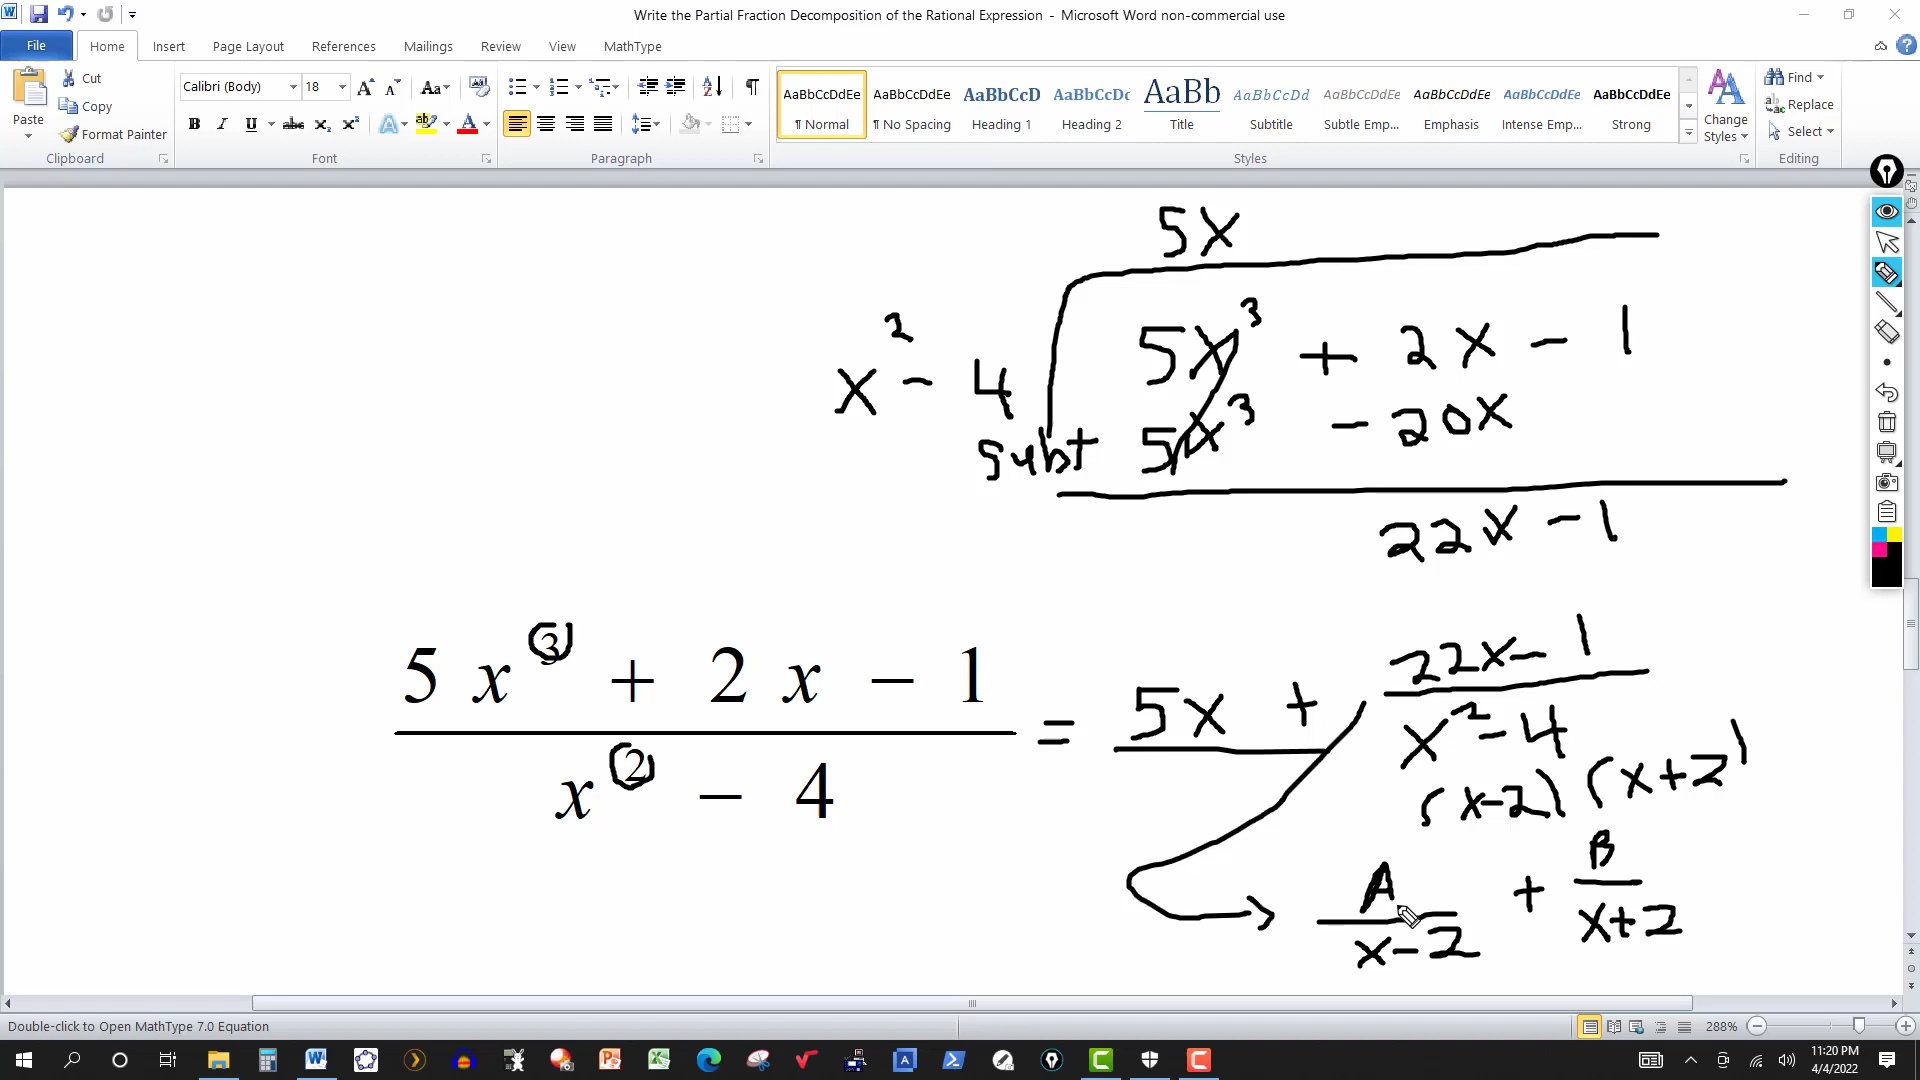 Write the Partial Fraction Decomposition of the Rational Expression - Microsoft Word non-commercial use
File Home Insert Page Layout References Mailings Review View MathType
Paste
Cut
Copy
Format Painter
Calibri (Body) 18
AaBbCcDdEe AaBbCcDdEe AaBbCcD AaBbCcDc AaBb AaBbCcDd AaBbCcDdEe AaBbCcDdEe AaBbCcDdEe AaBbCcDdEe
¶ Normal ¶ No Spacing Heading 1 Heading 2 Title Subtitle Subtle Emp... Emphasis Intense Emp... Strong
Change Styles
Find
Replace
Select
Clipboard Font Paragraph Styles Editing
5x
x² - 4 5x³ + 2x - 1
Subt 5x³ - 20x
22x - 1
5x³ + 2x - 1
x² - 4
= 5x +
22x - 1
x² - 4
(x-2)(x+2)
A + B
x-2 x+2
Double-click to Open MathType 7.0 Equation
288%
11:20 PM
4/4/2022